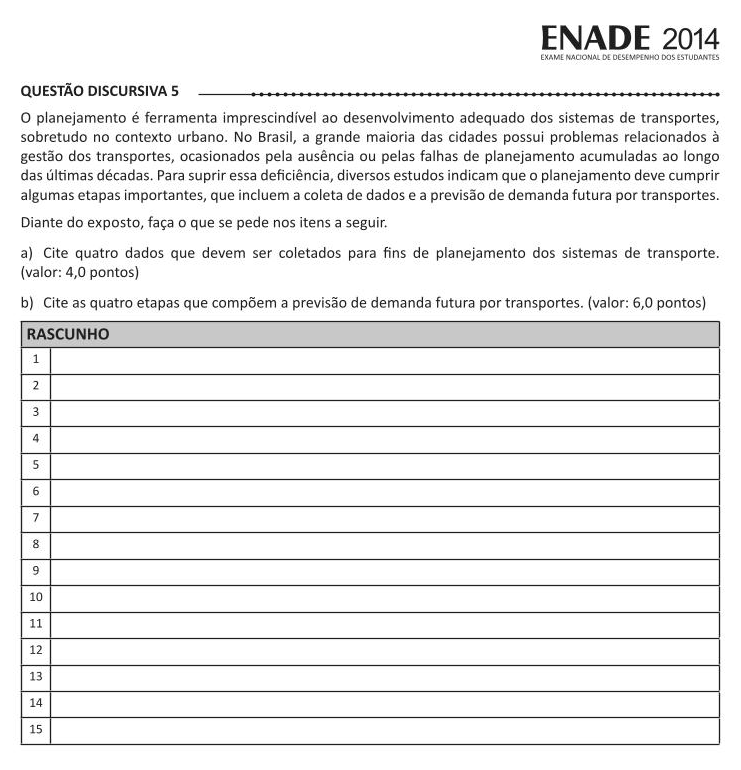 ENADE 2014
EXAME NACIONAL DE DESEMPENHO DOS ESTUDANTES
QUESTÃO DISCURSIVA 5
O planejamento é ferramenta imprescindível ao desenvolvimento adequado dos sistemas de transportes,
sobretudo no contexto urbano. No Brasil, a grande maioria das cidades possui problemas relacionados à
gestão dos transportes, ocasionados pela ausência ou pelas falhas de planejamento acumuladas ao longo
das últimas décadas. Para suprir essa deficiência, diversos estudos indicam que o planejamento deve cumprir
algumas etapas importantes, que incluem a coleta de dados e a previsão de demanda futura por transportes.
Diante do exposto, faça o que se pede nos itens a seguir.
a) Cite quatro dados que devem ser coletados para fins de planejamento dos sistemas de transporte.
(valor: 4,0 pontos)
b) Cite as quatro etapas que compõem a previsão de demanda futura por transportes. (valor: 6,0 pontos)
RASCUNHO
1
2
3
4
5
6
7
8
9
10
11
12
13
14
15